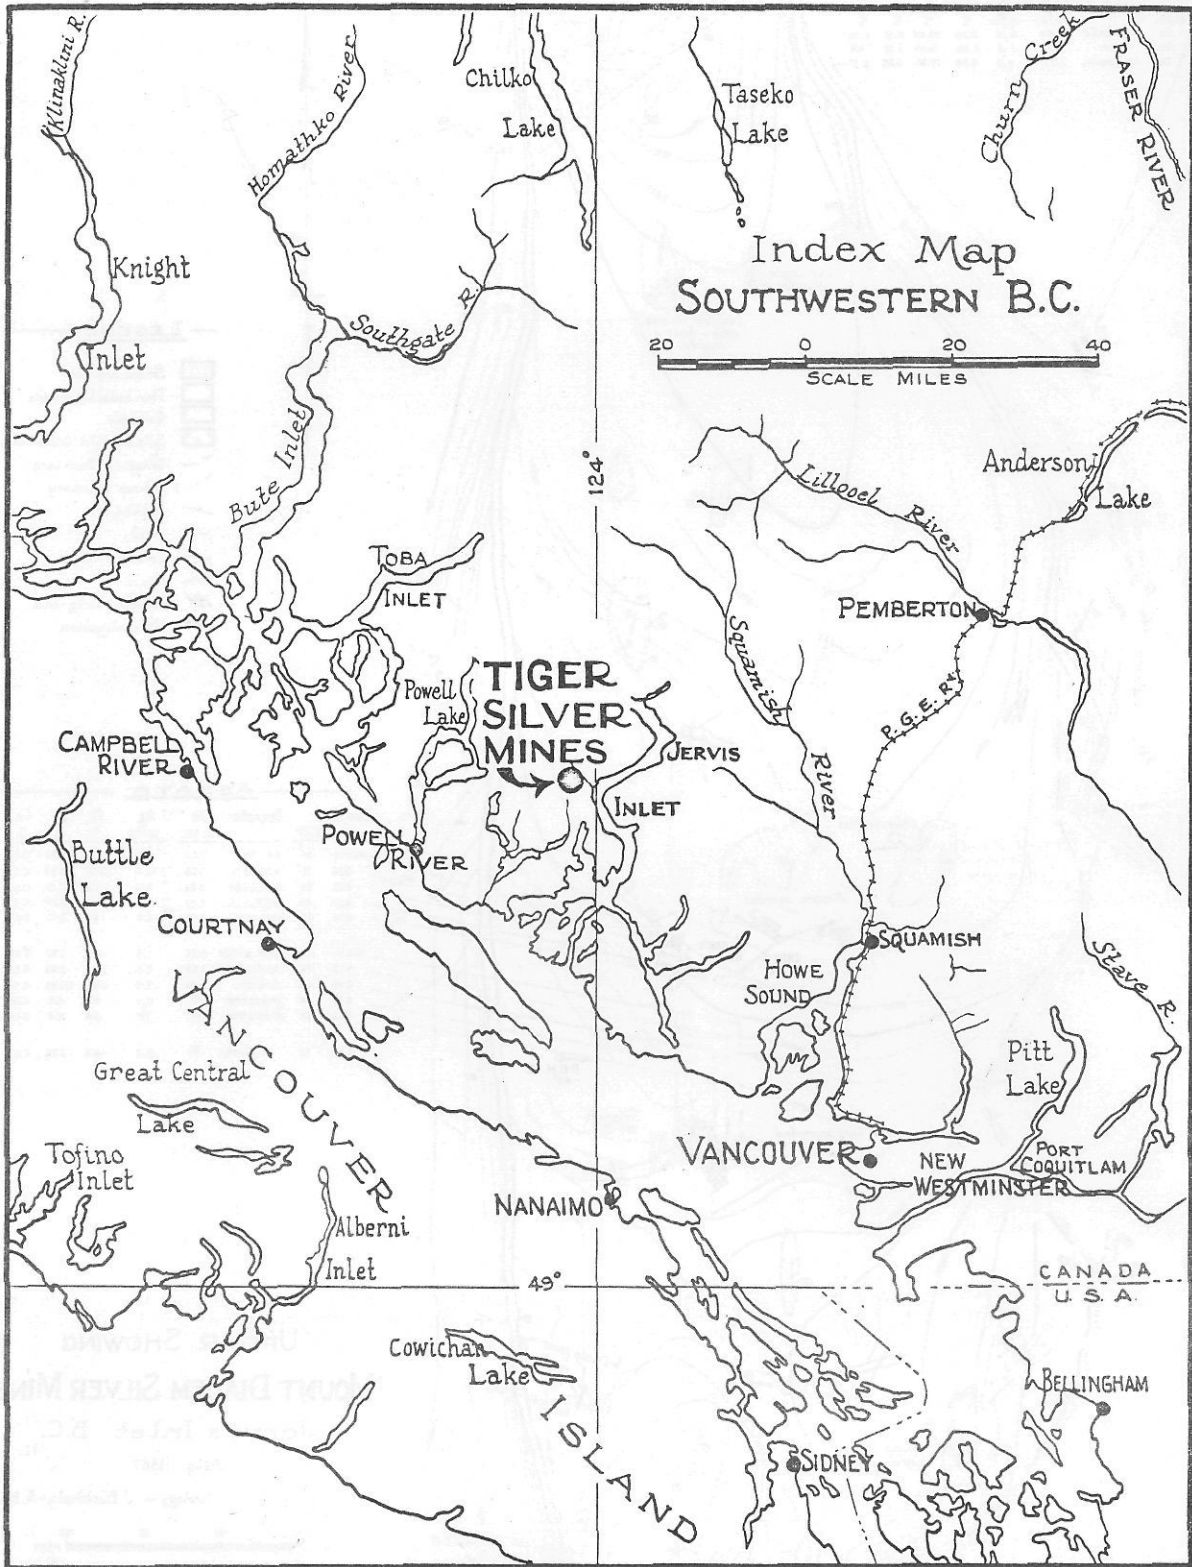 Klinaklini R.
Homathko River
Chilko
Lake
Taseko
Lake
Churn Creek
FRASER RIVER
Index Map
SOUTHWESTERN B.C.
20 0 20 40
SCALE MILES
Knight
Inlet
Southgate R.
Bute Inlet
124°
Lillooel River
Anderson
Lake
TOBA
INLET
PEMBERTON
Squamish River
P. G. E. RY.
Powell
Lake
TIGER
SILVER
MINES
JERVIS
INLET
CAMPBELL
RIVER
POWELL
RIVER
Buttle
Lake
COURTNAY
SQUAMISH
HOWE
SOUND
Slave R.
VANCOUVER
Great Central
Lake
Pitt
Lake
VANCOUVER
NEW
WESTMINSTER
PORT
COQUITLAM
Tofino
Inlet
NANAIMO
Alberni
Inlet
49°
CANADA
U.S.A.
Cowichan
Lake
ISLAND
BELLINGHAM
SIDNEY